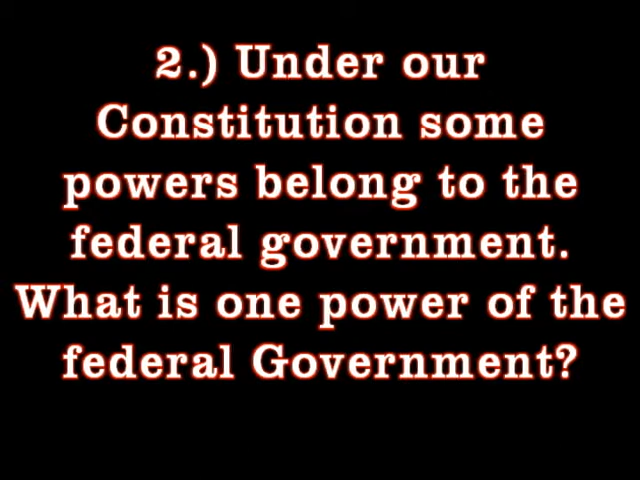 2.) Under our
Constitution some
powers belong to the
federal government.
What is one power of the
federal Government?